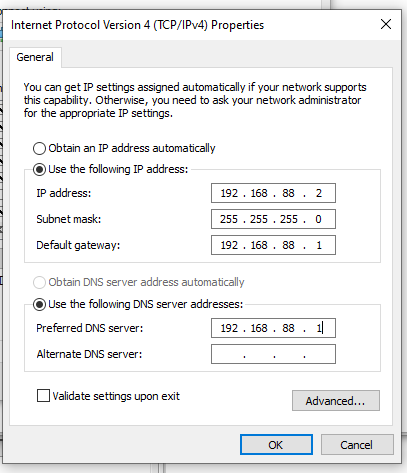 Internet Protocol Version 4 (TCP/IPv4) Properties
General
You can get IP settings assigned automatically if your network supports
this capability. Otherwise, you need to ask your network administrator
for the appropriate IP settings.
Obtain an IP address automatically
Use the following IP address:
IP address: 192 . 168 . 88 . 2
Subnet mask: 255 . 255 . 255 . 0
Default gateway: 192 . 168 . 88 . 1
Obtain DNS server address automatically
Use the following DNS server addresses:
Preferred DNS server: 192 . 168 . 88 . 1
Alternate DNS server: . . .
Validate settings upon exit
Advanced...
OK Cancel